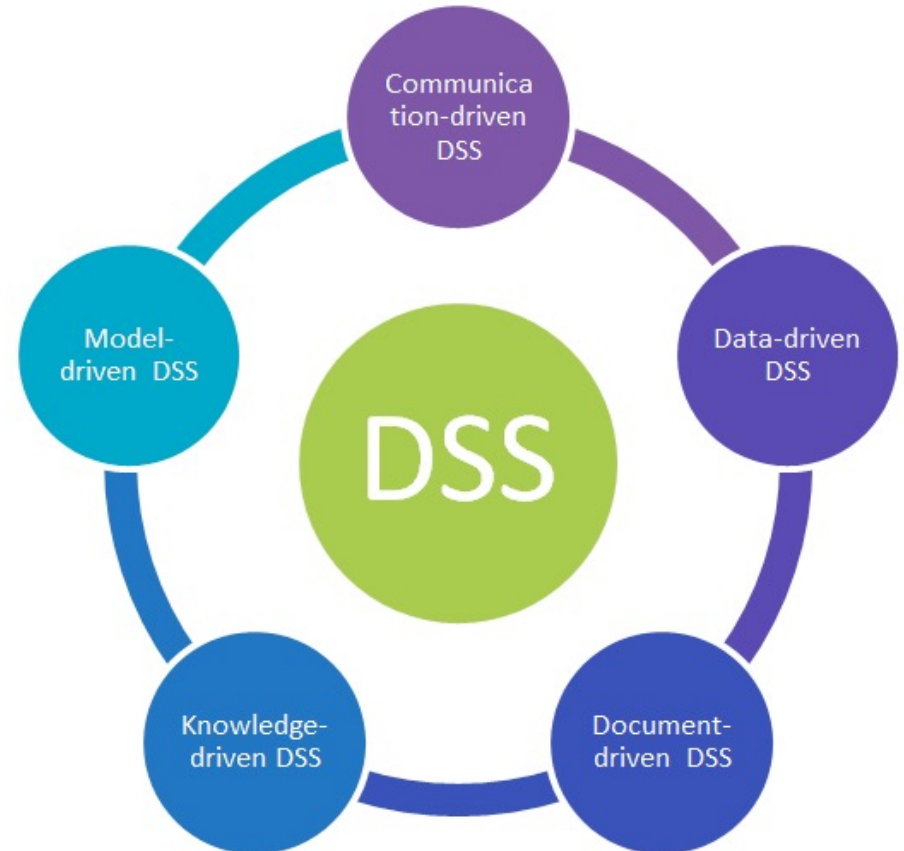 Communica
tion-driven
DSS
Model-
driven DSS
Data-driven
DSS
DSS
Knowledge-
driven DSS
Document-
driven DSS